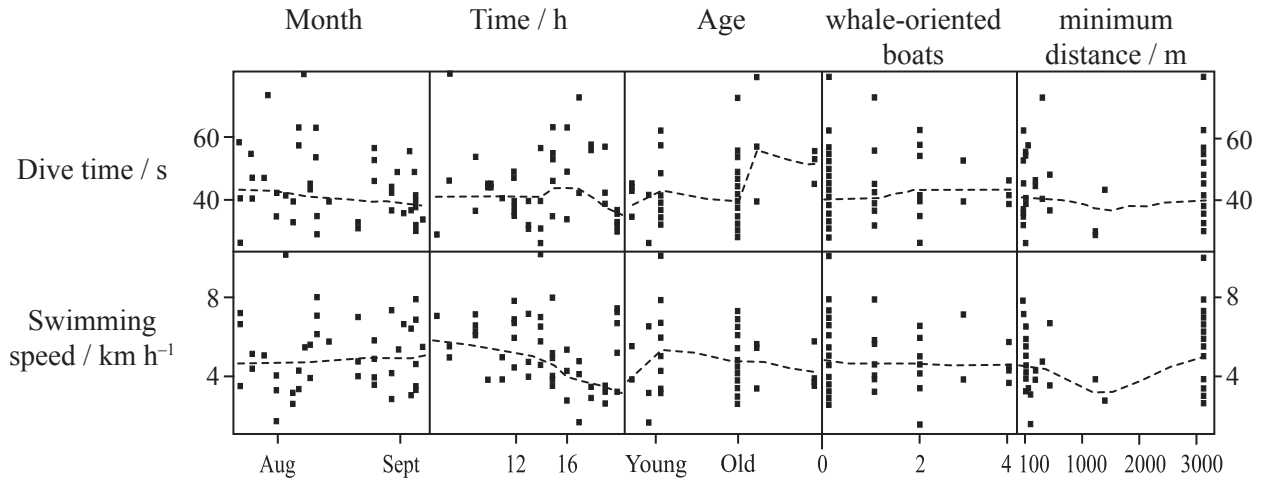 Month Time / h Age whale-oriented minimum
boats distance / m
60 60
Dive time / s
40 40
8 8
Swimming
speed / km h–1
4 4
Aug Sept 12 16 Young Old 0 2 4 100 1000 2000 3000